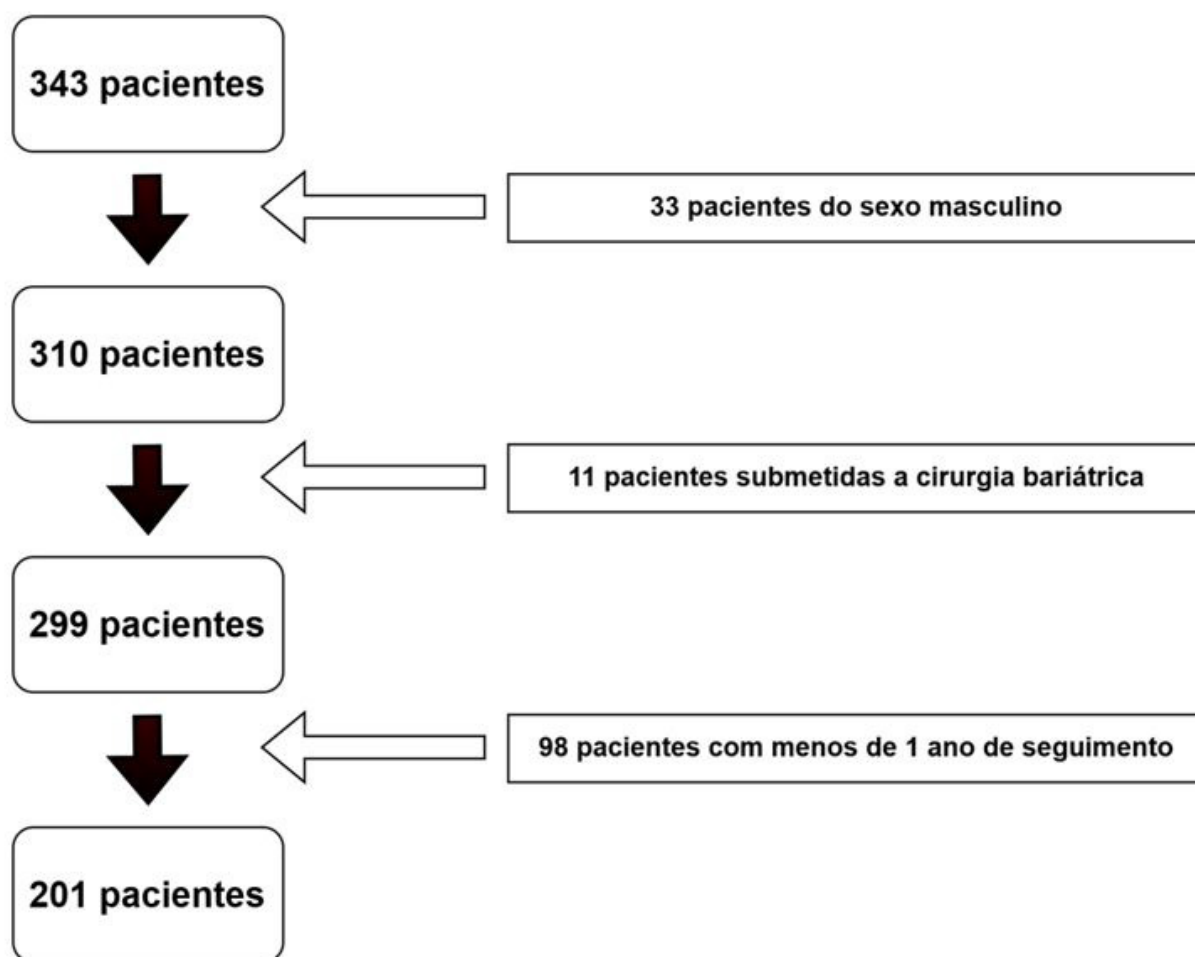 343 pacientes
33 pacientes do sexo masculino
310 pacientes
11 pacientes submetidas a cirurgia bariátrica
299 pacientes
98 pacientes com menos de 1 ano de seguimento
201 pacientes